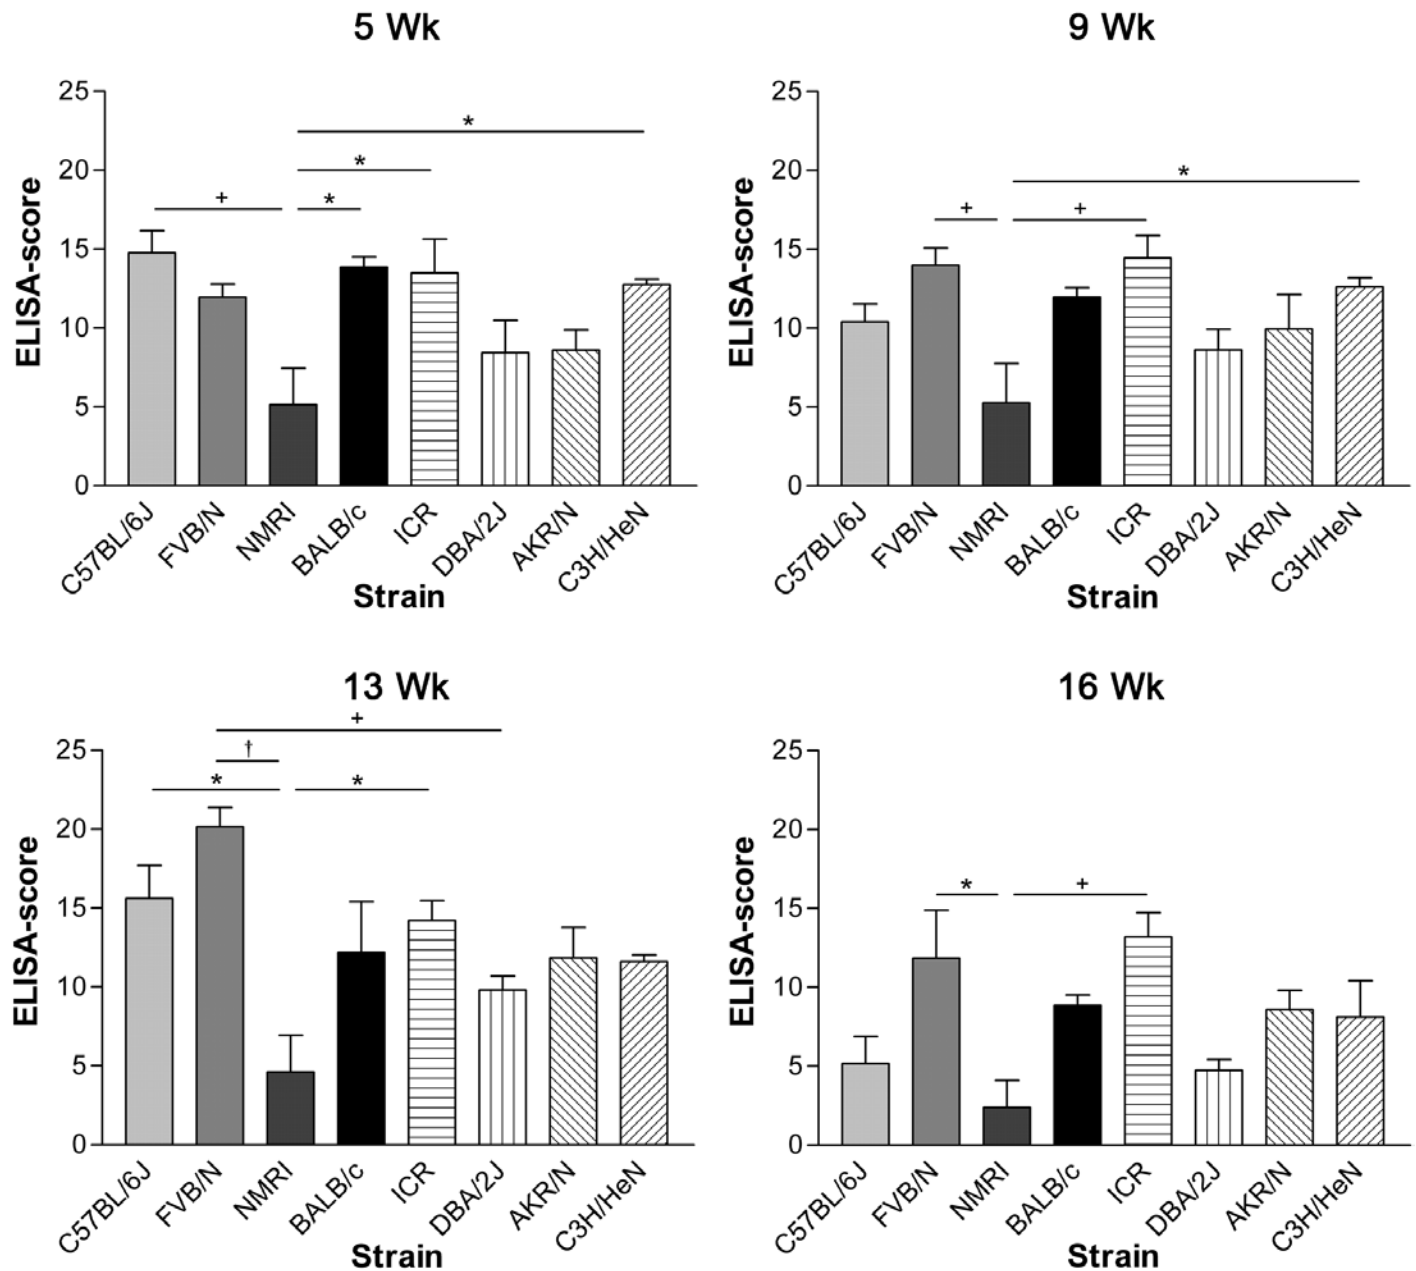 5 Wk
ELISA-score
25
20
15
10
5
0
*
*
+
*
C57BL/6J
FVB/N
NMRI
BALB/c
ICR
DBA/2J
AKR/N
C3H/HeN
Strain
9 Wk
ELISA-score
25
20
15
10
5
0
*
+
+
C57BL/6J
FVB/N
NMRI
BALB/c
ICR
DBA/2J
AKR/N
C3H/HeN
Strain
13 Wk
ELISA-score
25
20
15
10
5
0
+
†
*
*
C57BL/6J
FVB/N
NMRI
BALB/c
ICR
DBA/2J
AKR/N
C3H/HeN
Strain
16 Wk
ELISA-score
25
20
15
10
5
0
*
+
C57BL/6J
FVB/N
NMRI
BALB/c
ICR
DBA/2J
AKR/N
C3H/HeN
Strain